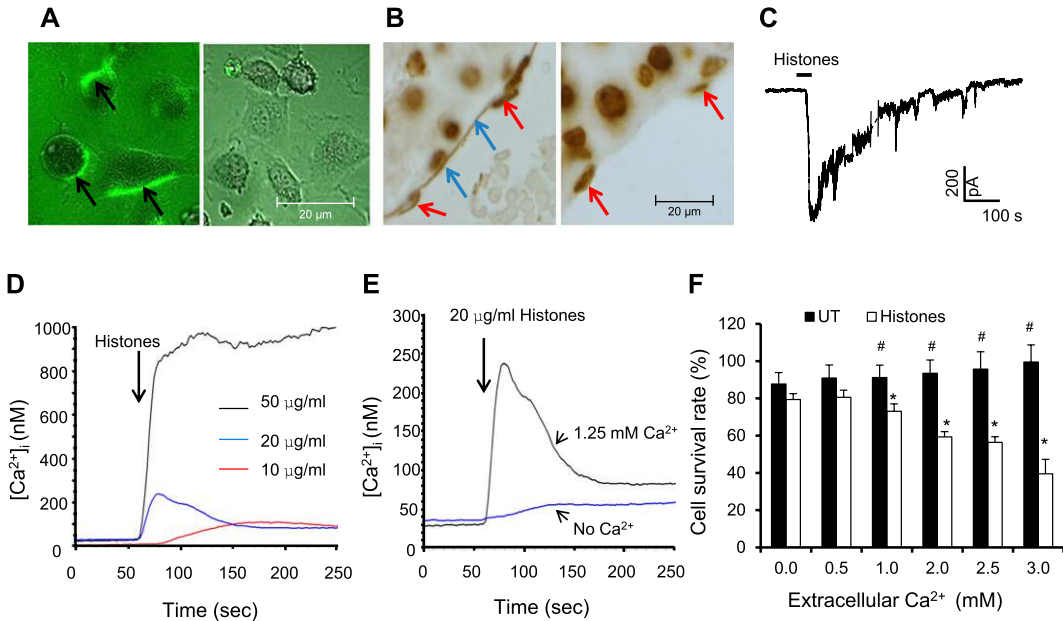 A
B
C
20 μm
20 μm
Histones
200
pA
100 s
D
E
F
1000
800
600
400
200
0
[Ca²⁺]ᵢ (nM)
Histones
50 μg/ml
20 μg/ml
10 μg/ml
0 50 100 150 200 250
Time (sec)
300
250
200
150
100
50
0
[Ca²⁺]ᵢ (nM)
20 μg/ml Histones
1.25 mM Ca²⁺
No Ca²⁺
0 50 100 150 200 250
Time (sec)
120
100
80
60
40
20
0
Cell survival rate (%)
UT Histones
# # # #
* * * *
0.0 0.5 1.0 2.0 2.5 3.0
Extracellular Ca²⁺ (mM)